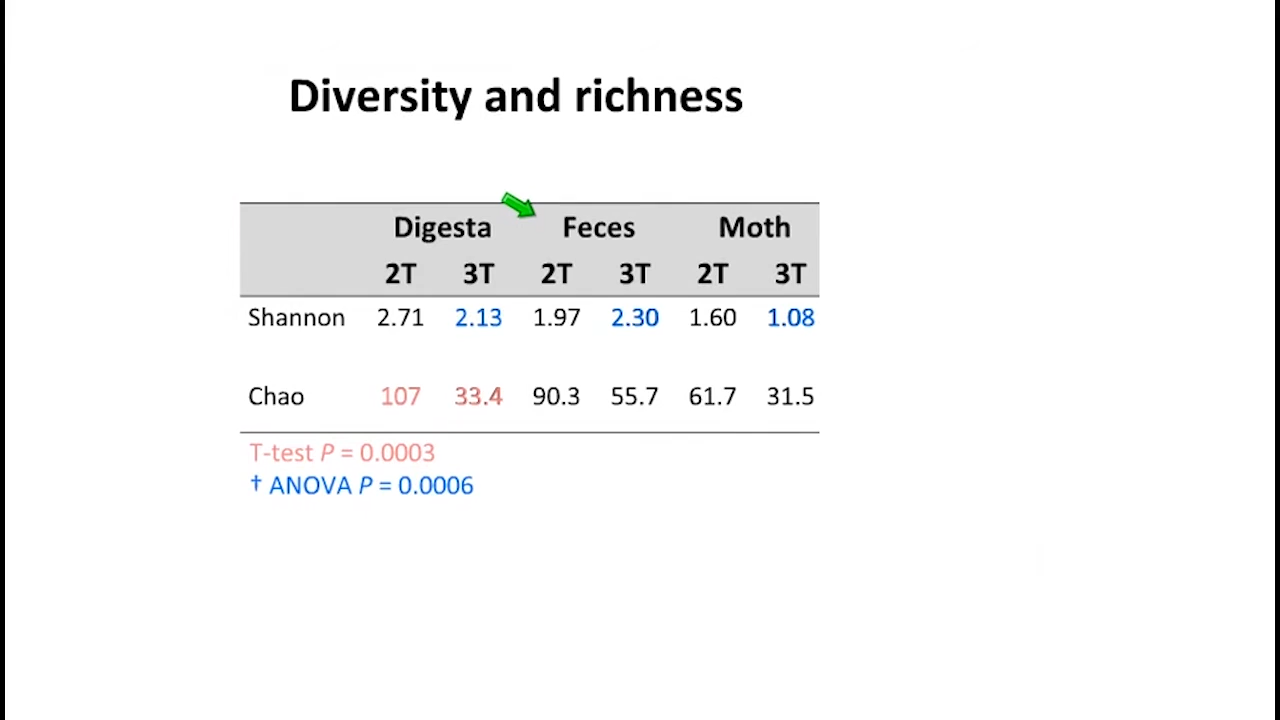 Diversity and richness
Digesta Feces Moth
2T 3T 2T 3T 2T 3T
Shannon 2.71 2.13 1.97 2.30 1.60 1.08
Chao 107 33.4 90.3 55.7 61.7 31.5
T-test P = 0.0003
† ANOVA P = 0.0006